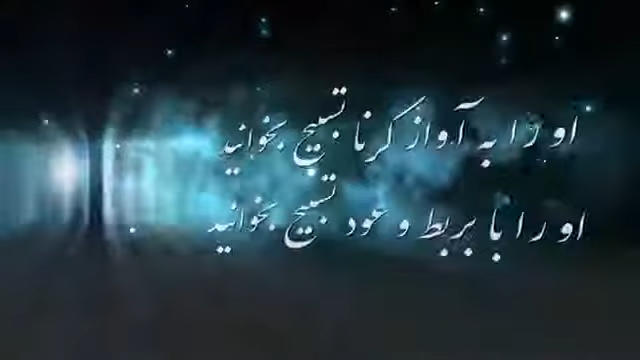 او را به آواز کرنا تسبیح بخوانید
او را با بربط و عود تسبیح بخوانید